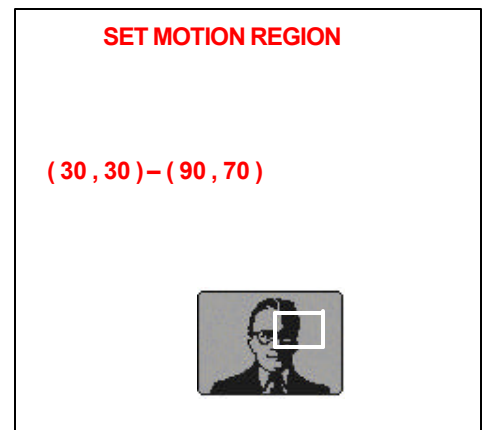 SET MOTION REGION
( 30 , 30 ) – ( 90 , 70 )